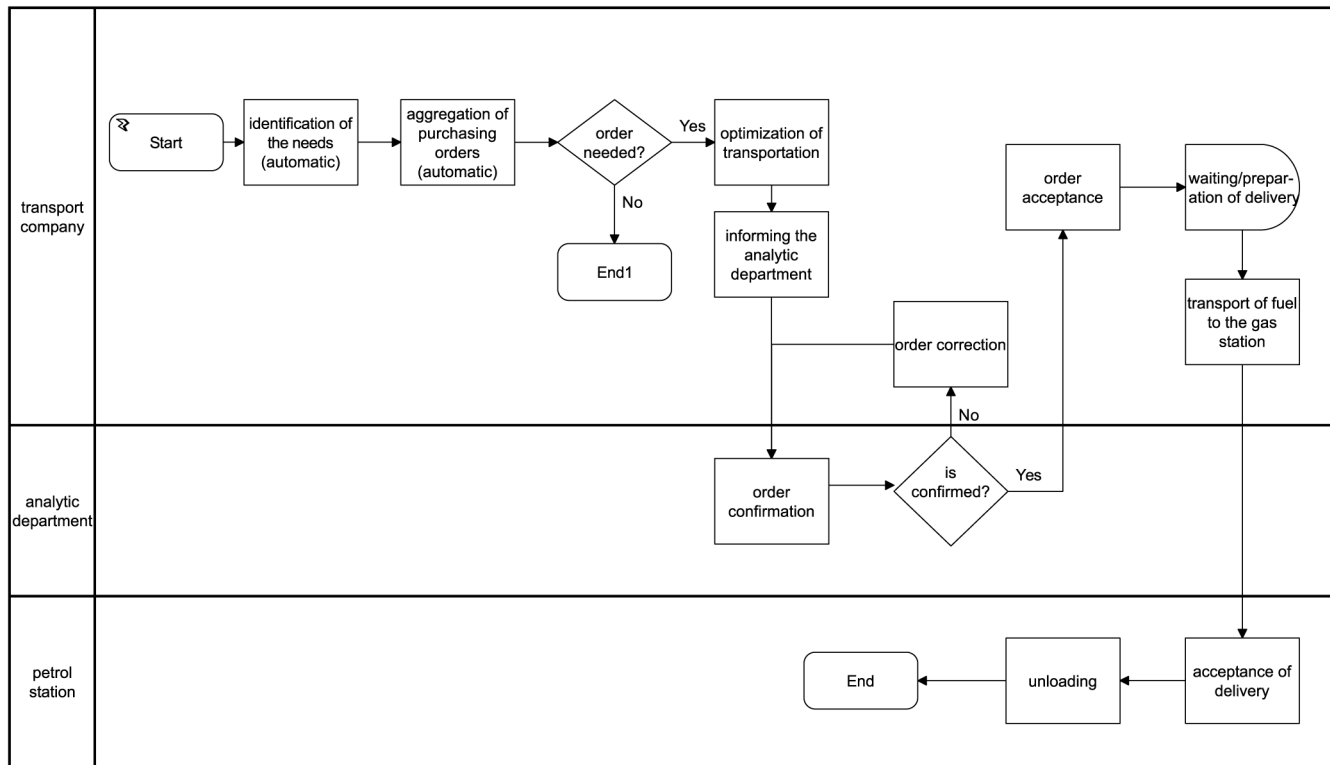 transport
company
Start
identification of
the needs
(automatic)
aggregation of
purchasing
orders
(automatic)
order
needed?
Yes
No
End1
optimization of
transportation
informing the
analytic
department
order correction
No
order
acceptance
waiting/prepar-
ation of delivery
transport of fuel
to the gas
station
analytic
department
order
confirmation
is
confirmed?
Yes
petrol
station
End
unloading
acceptance of
delivery